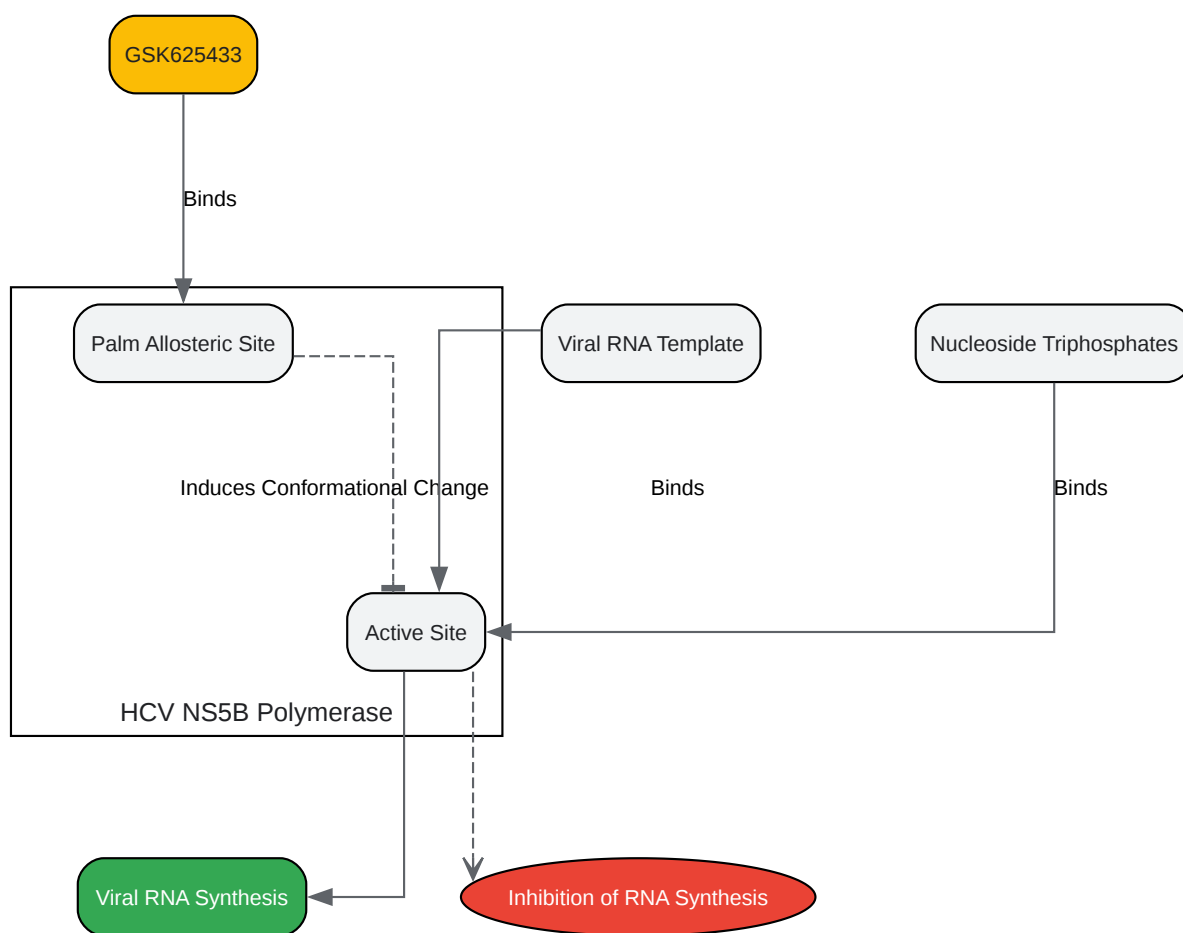 GSK625433
Binds
Palm Allosteric Site
Viral RNA Template
Nucleoside Triphosphates
Induces Conformational Change
Binds
Binds
Active Site
HCV NS5B Polymerase
Viral RNA Synthesis
Inhibition of RNA Synthesis